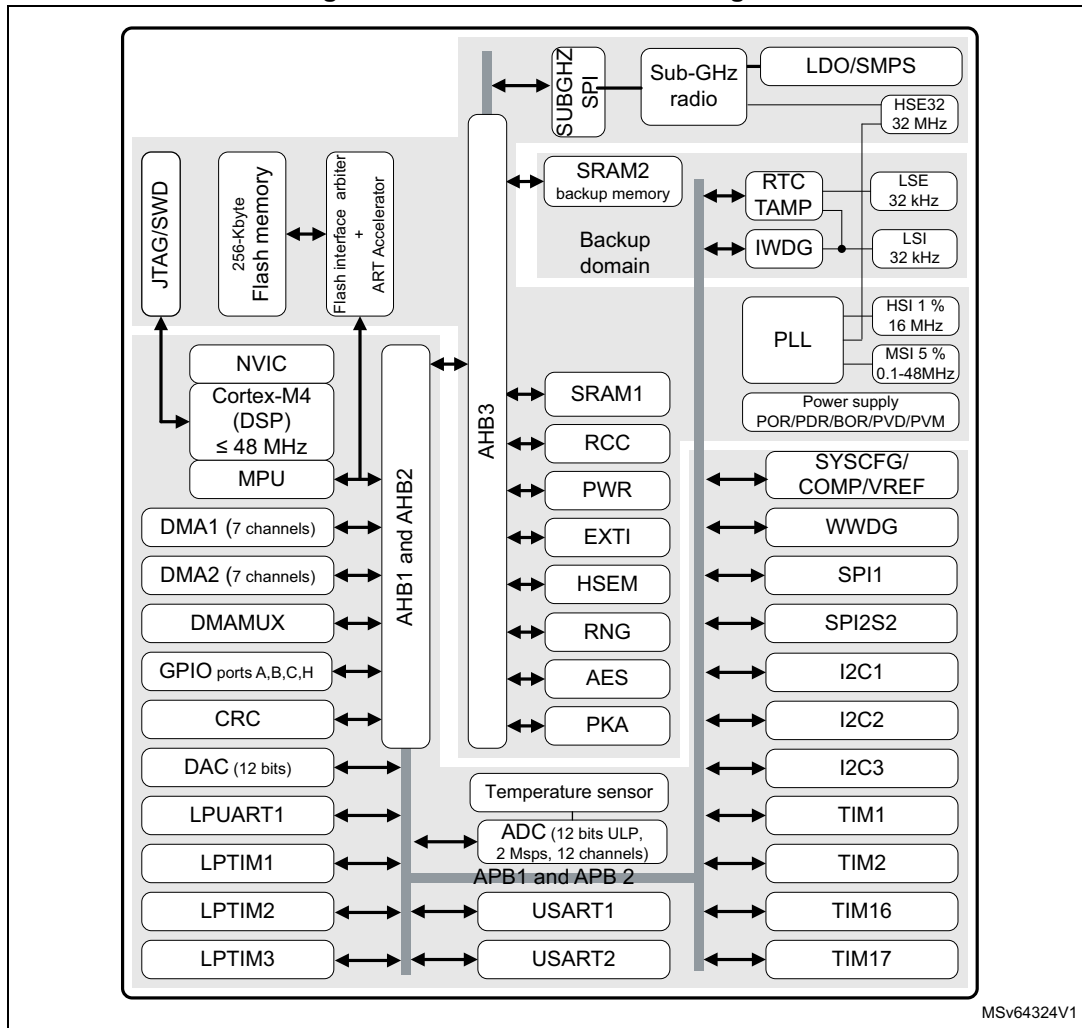 SUBGHZ
SPI
Sub-GHz
radio
LDO/SMPS
HSE32
32 MHz
JTAG/SWD
256-Kbyte
Flash memory
Flash interface arbiter
+
ART Accelerator
SRAM2
backup memory
RTC
TAMP
LSE
32 kHz
Backup
domain
IWDG
LSI
32 kHz
PLL
HSI 1 %
16 MHz
MSI 5 %
0.1-48MHz
Power supply
POR/PDR/BOR/PVD/PVM
NVIC
Cortex-M4
(DSP)
≤ 48 MHz
MPU
DMA1 (7 channels)
DMA2 (7 channels)
DMAMUX
GPIO ports A,B,C,H
CRC
DAC (12 bits)
LPUART1
LPTIM1
LPTIM2
LPTIM3
AHB1 and AHB2
AHB3
SRAM1
RCC
PWR
EXTI
HSEM
RNG
AES
PKA
Temperature sensor
ADC (12 bits ULP,
2 Msps, 12 channels)
APB1 and APB 2
USART1
USART2
SYSCFG/
COMP/VREF
WWDG
SPI1
SPI2S2
I2C1
I2C2
I2C3
TIM1
TIM2
TIM16
TIM17
MSv64324V1